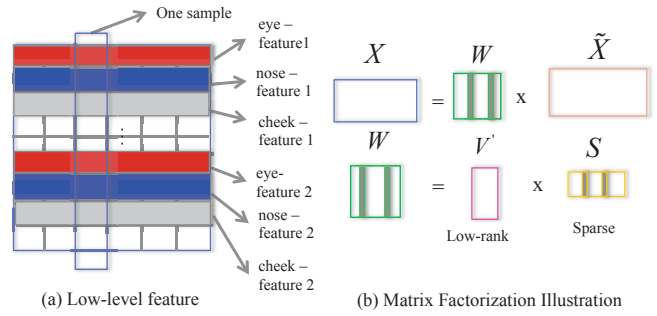 One sample
eye –
feature1
nose –
feature 1
cheek –
feature 1
eye-
feature 2
nose –
feature 2
cheek –
feature 2
⋮
(a) Low-level feature
X W X̃
= x
W V' S
= x
Low-rank Sparse
(b) Matrix Factorization Illustration